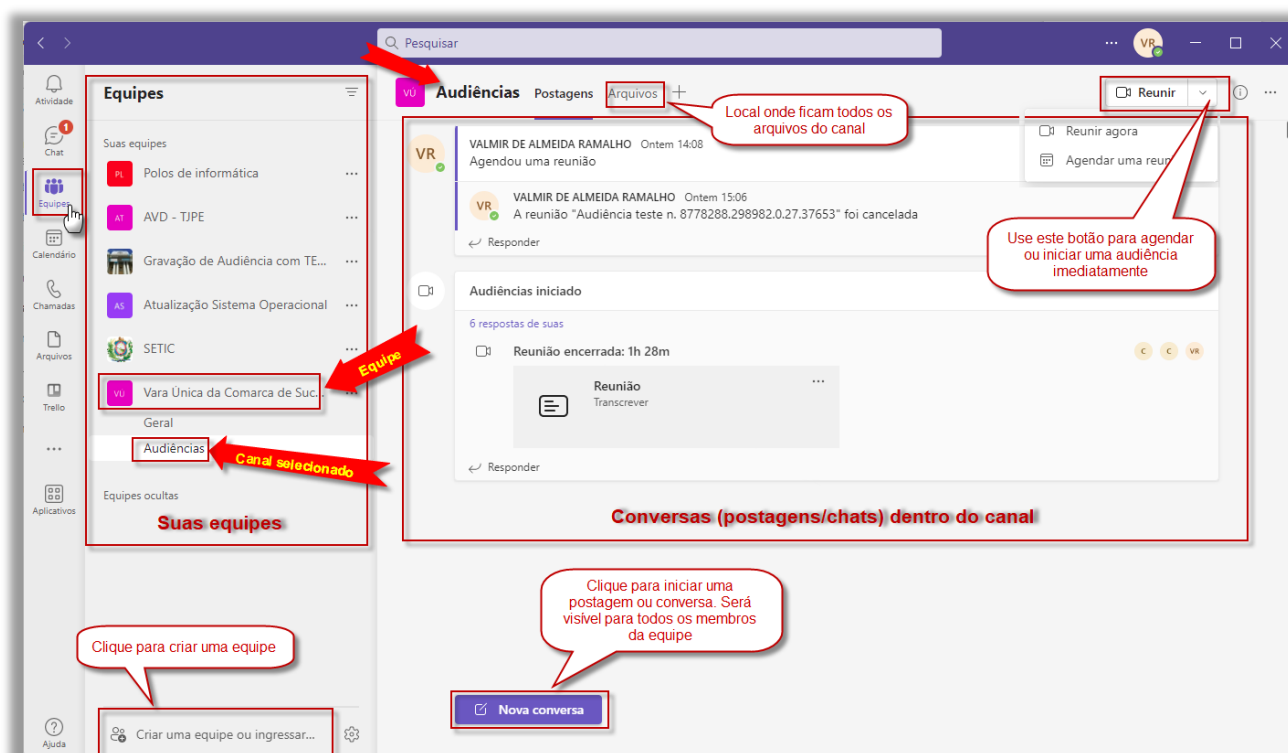 Pesquisar
VR
Atividade
Chat
1
Equipes
Calendário
Chamadas
Arquivos
Trello
Aplicativos
Ajuda
Equipes
Suas equipes
PL Polos de informática
AT AVD - TJPE
Gravação de Audiência com TE...
AS Atualização Sistema Operacional
SETIC
VÚ Vara Única da Comarca de Suc...
Geral
Audiências
Equipes ocultas
Suas equipes
Equipe
Canal selecionado
Clique para criar uma equipe
Criar uma equipe ou ingressar...
VÚ Audiências Postagens Arquivos
Local onde ficam todos os
arquivos do canal
Reunir
Reunir agora
Agendar uma reun
Use este botão para agendar
ou iniciar uma audiência
imediatamente
VR
VALMIR DE ALMEIDA RAMALHO Ontem 14:08
Agendou uma reunião
VR
VALMIR DE ALMEIDA RAMALHO Ontem 15:06
A reunião "Audiência teste n. 8778288.298982.0.27.37653" foi cancelada
Responder
Audiências iniciado
6 respostas de suas
Reunião encerrada: 1h 28m
C C VR
Reunião
Transcrever
Responder
Conversas (postagens/chats) dentro do canal
Clique para iniciar uma
postagem ou conversa. Será
visível para todos os membros
da equipe
Nova conversa